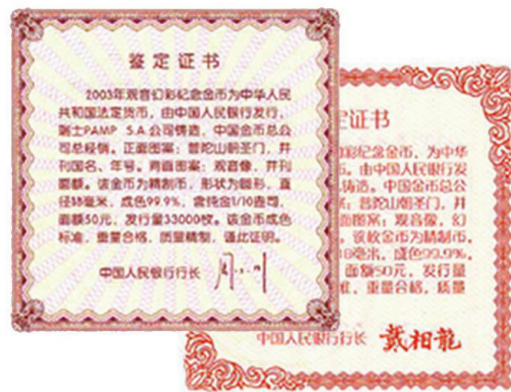 鉴定证书
2003年观音幻彩纪念金币为中华人民
共和国法定货币，由中国人民银行发行，
瑞士PAMP S.A公司铸造，中国金币总公
司总经销。正面图案：普陀山朝圣门，并
刊国名、年号。背面图案：观音像，并刊
面额。该金币为精制币，形状为圆形，直
径18毫米，成色99.9%，含纯金1/10盎司，
面额50元，发行量33000枚。该金币成色
标准，重量合格，质量精制，谨此证明。
中国人民银行行长
定证书
彩纪念金币，为中华
由中国人民银行发
铸造。中国金币总公
普陀山朝圣门，并
面图案：观音像，幻
该枚金币为精制币，
18毫米，成色99.9%，
面额50元，发行量
重量合格，质量
中国人民银行行长 戴相龍